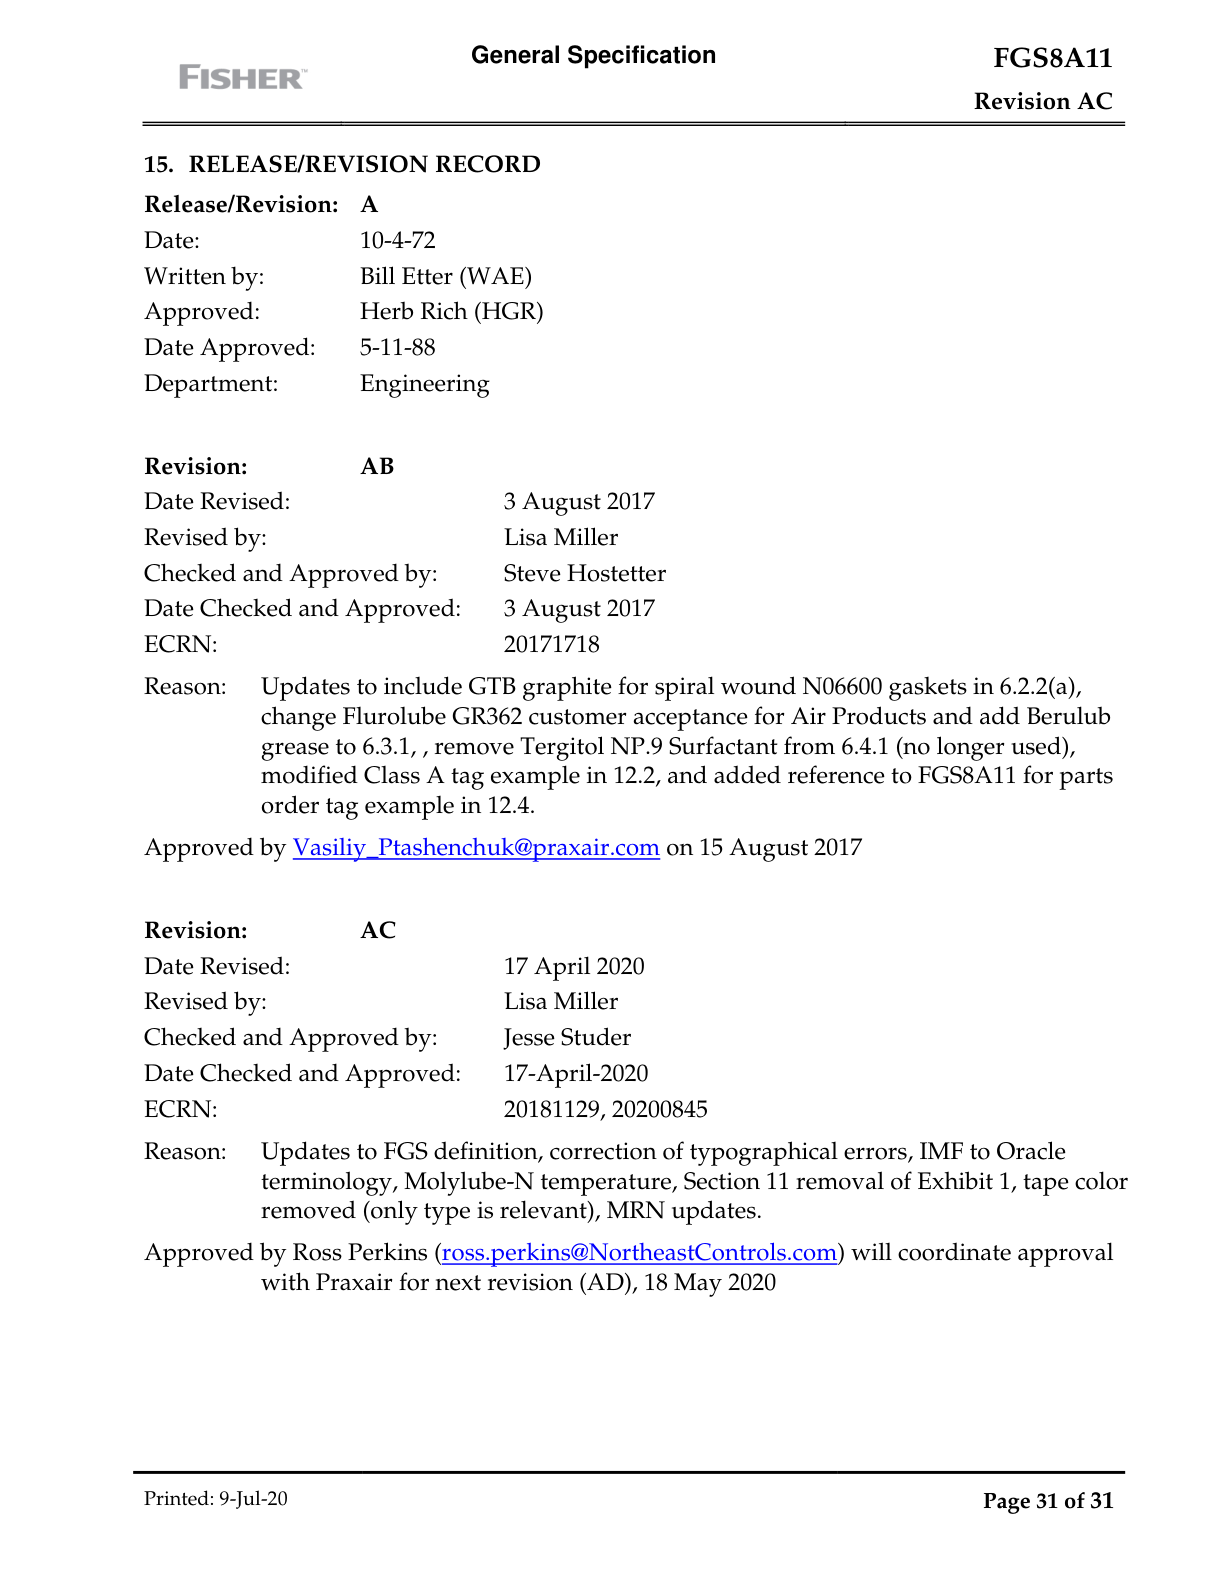 General Specification
FGS8A11
FISHER™
Revision AC
15. RELEASE/REVISION RECORD
Release/Revision: A
Date: 10-4-72
Written by: Bill Etter (WAE)
Approved: Herb Rich (HGR)
Date Approved: 5-11-88
Department: Engineering
Revision: AB
Date Revised: 3 August 2017
Revised by: Lisa Miller
Checked and Approved by: Steve Hostetter
Date Checked and Approved: 3 August 2017
ECRN: 20171718
Reason: Updates to include GTB graphite for spiral wound N06600 gaskets in 6.2.2(a),
change Flurolube GR362 customer acceptance for Air Products and add Berulub
grease to 6.3.1, , remove Tergitol NP.9 Surfactant from 6.4.1 (no longer used),
modified Class A tag example in 12.2, and added reference to FGS8A11 for parts
order tag example in 12.4.
Approved by Vasiliy_Ptashenchuk@praxair.com on 15 August 2017
Revision: AC
Date Revised: 17 April 2020
Revised by: Lisa Miller
Checked and Approved by: Jesse Studer
Date Checked and Approved: 17-April-2020
ECRN: 20181129, 20200845
Reason: Updates to FGS definition, correction of typographical errors, IMF to Oracle
terminology, Molylube-N temperature, Section 11 removal of Exhibit 1, tape color
removed (only type is relevant), MRN updates.
Approved by Ross Perkins (ross.perkins@NortheastControls.com) will coordinate approval
with Praxair for next revision (AD), 18 May 2020
Printed: 9-Jul-20
Page 31 of 31